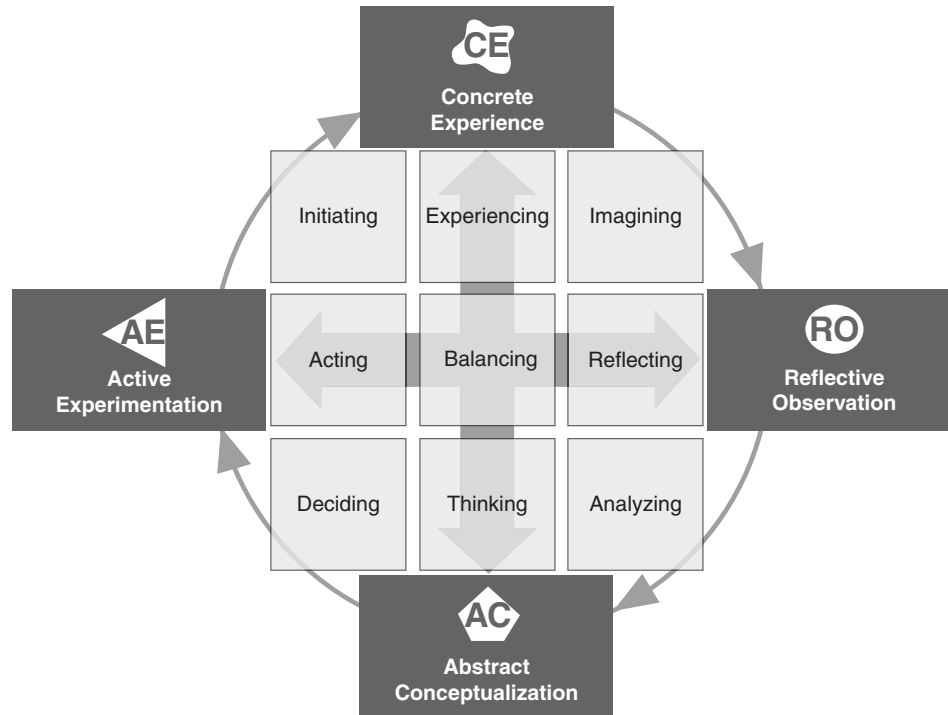 CE
Concrete
Experience
Initiating
Experiencing
Imagining
AE
Active
Experimentation
Acting
Balancing
Reflecting
RO
Reflective
Observation
Deciding
Thinking
Analyzing
AC
Abstract
Conceptualization